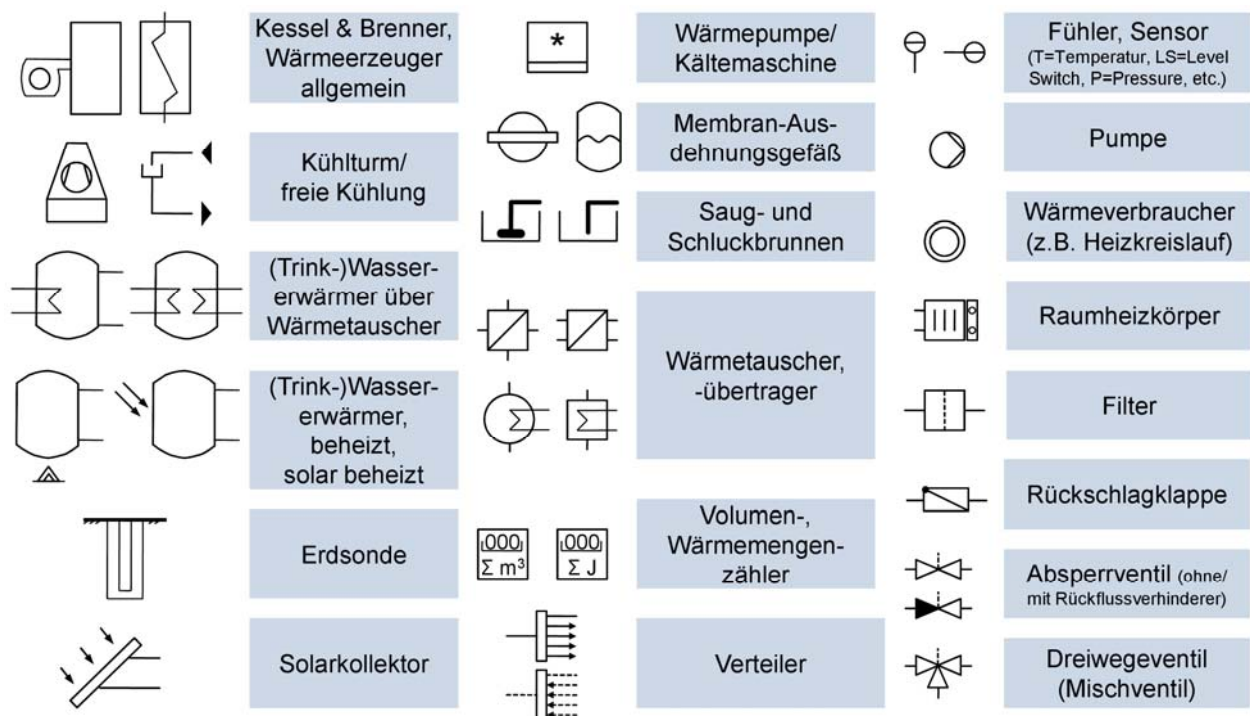 Kessel & Brenner,
Wärmeerzeuger
allgemein
Kühlturm/
freie Kühlung
(Trink-)Wasser-
erwärmer über
Wärmetauscher
(Trink-)Wasser-
erwärmer,
beheizt,
solar beheizt
Erdsonde
Solarkollektor
*
Wärmepumpe/
Kältemaschine
Membran-Aus-
dehnungsgefäß
Saug- und
Schluckbrunnen
Wärmetauscher,
-übertrager
000
Σ m³
000
Σ J
Volumen-,
Wärmemengen-
zähler
Verteiler
Fühler, Sensor
(T=Temperatur, LS=Level
Switch, P=Pressure, etc.)
Pumpe
Wärmeverbraucher
(z.B. Heizkreislauf)
Raumheizkörper
Filter
Rückschlagklappe
Absperrventil (ohne/
mit Rückflussverhinderer)
Dreiwegeventil
(Mischventil)